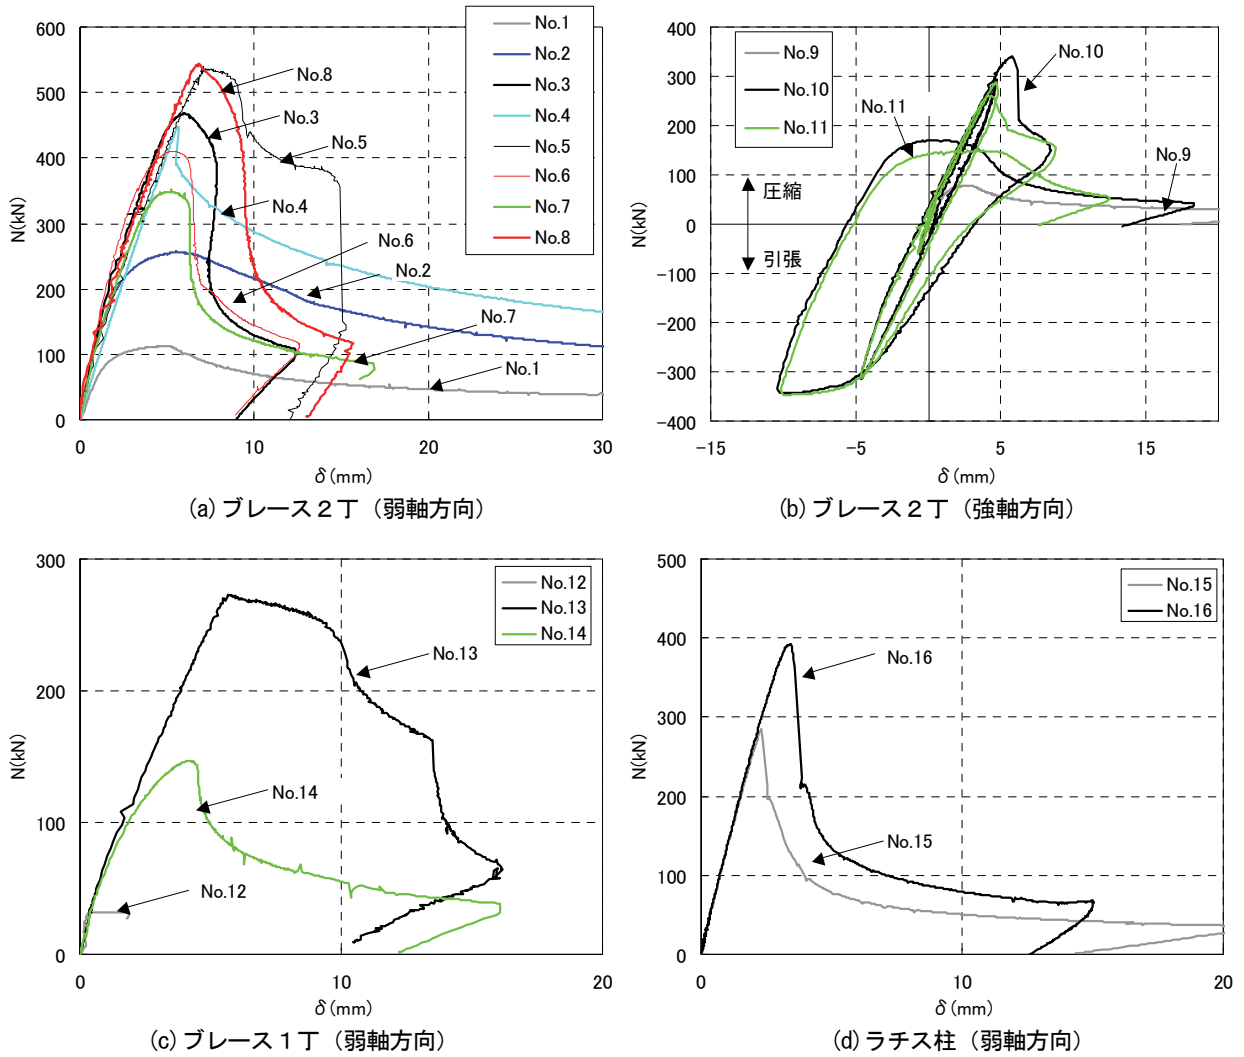 No.1
No.2
No.3
No.4
No.5
No.6
No.7
No.8
600
500
400
300
200
100
0
N(kN)
No.8
No.3
No.5
No.4
No.6
No.2
No.7
No.1
0
10
20
30
δ(mm)
(a) ブレース２丁（弱軸方向）
No.9
No.10
No.11
400
300
200
100
0
-100
-200
-300
-400
N(kN)
No.10
No.11
No.9
圧縮
引張
-15
-5
5
15
δ(mm)
(b) ブレース２丁（強軸方向）
No.12
No.13
No.14
300
200
100
0
N(kN)
No.13
No.14
No.12
0
10
20
δ(mm)
(c) ブレース１丁（弱軸方向）
No.15
No.16
500
400
300
200
100
0
N(kN)
No.16
No.15
0
10
20
δ(mm)
(d) ラチス柱（弱軸方向）